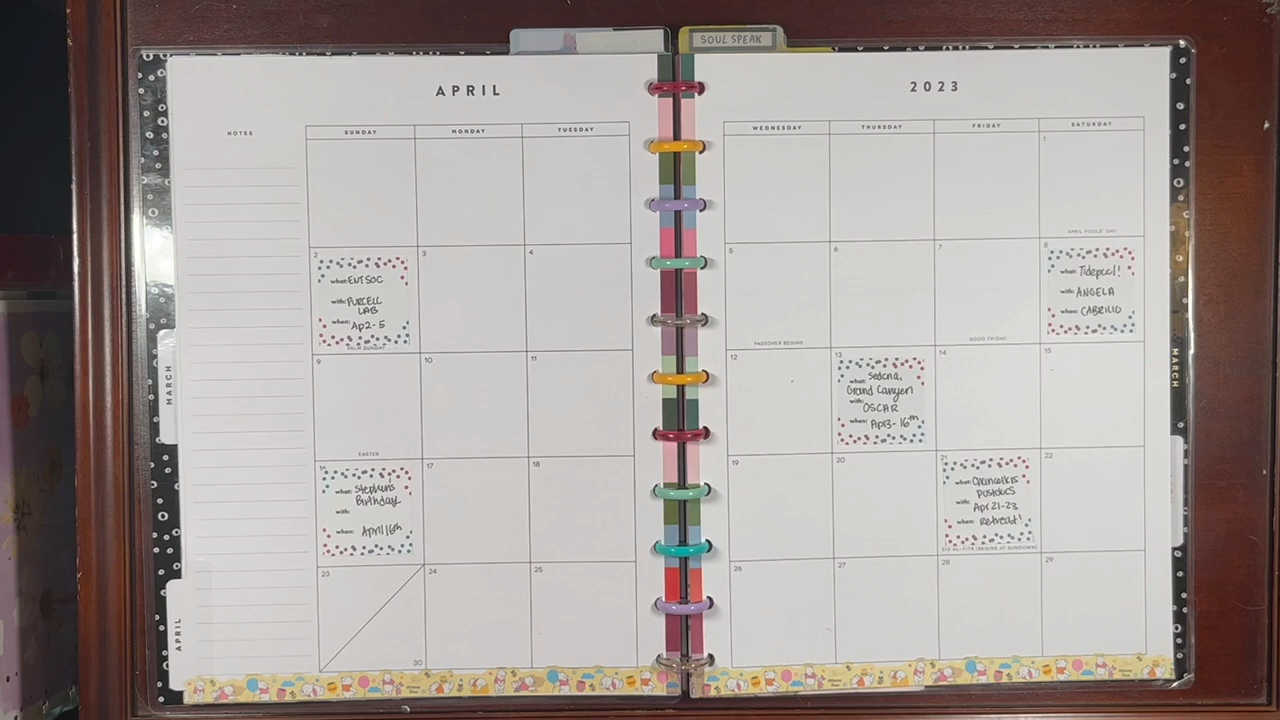 SOUL SPEAK
APRIL
2023
NOTES
SUNDAY
MONDAY
TUESDAY
WEDNESDAY
THURSDAY
FRIDAY
SATURDAY
1
APRIL FOOLS' DAY
2
what: ENTSOC
with: PURCELL
LAB
when: Ap2-5
PALM SUNDAY
3
4
5
PASSOVER BEGINS
6
7
GOOD FRIDAY
8
what: Tidepool!
with: ANGELA
when: CABRILLO
9
EASTER
10
11
12
13
what: Sedona,
Grand Canyon
with: OSCAR
when: Ap13-16th
14
15
16
what: Stephens
Birthday
with:
when: April 16th
17
18
19
20
21
what: Chancellors
Postdocs
with: Apr 21-23
when: retreat!
EID AL-FITR (BEGINS AT SUNDOWN)
22
23
30
24
25
26
27
28
29
MARCH
APRIL
MARCH